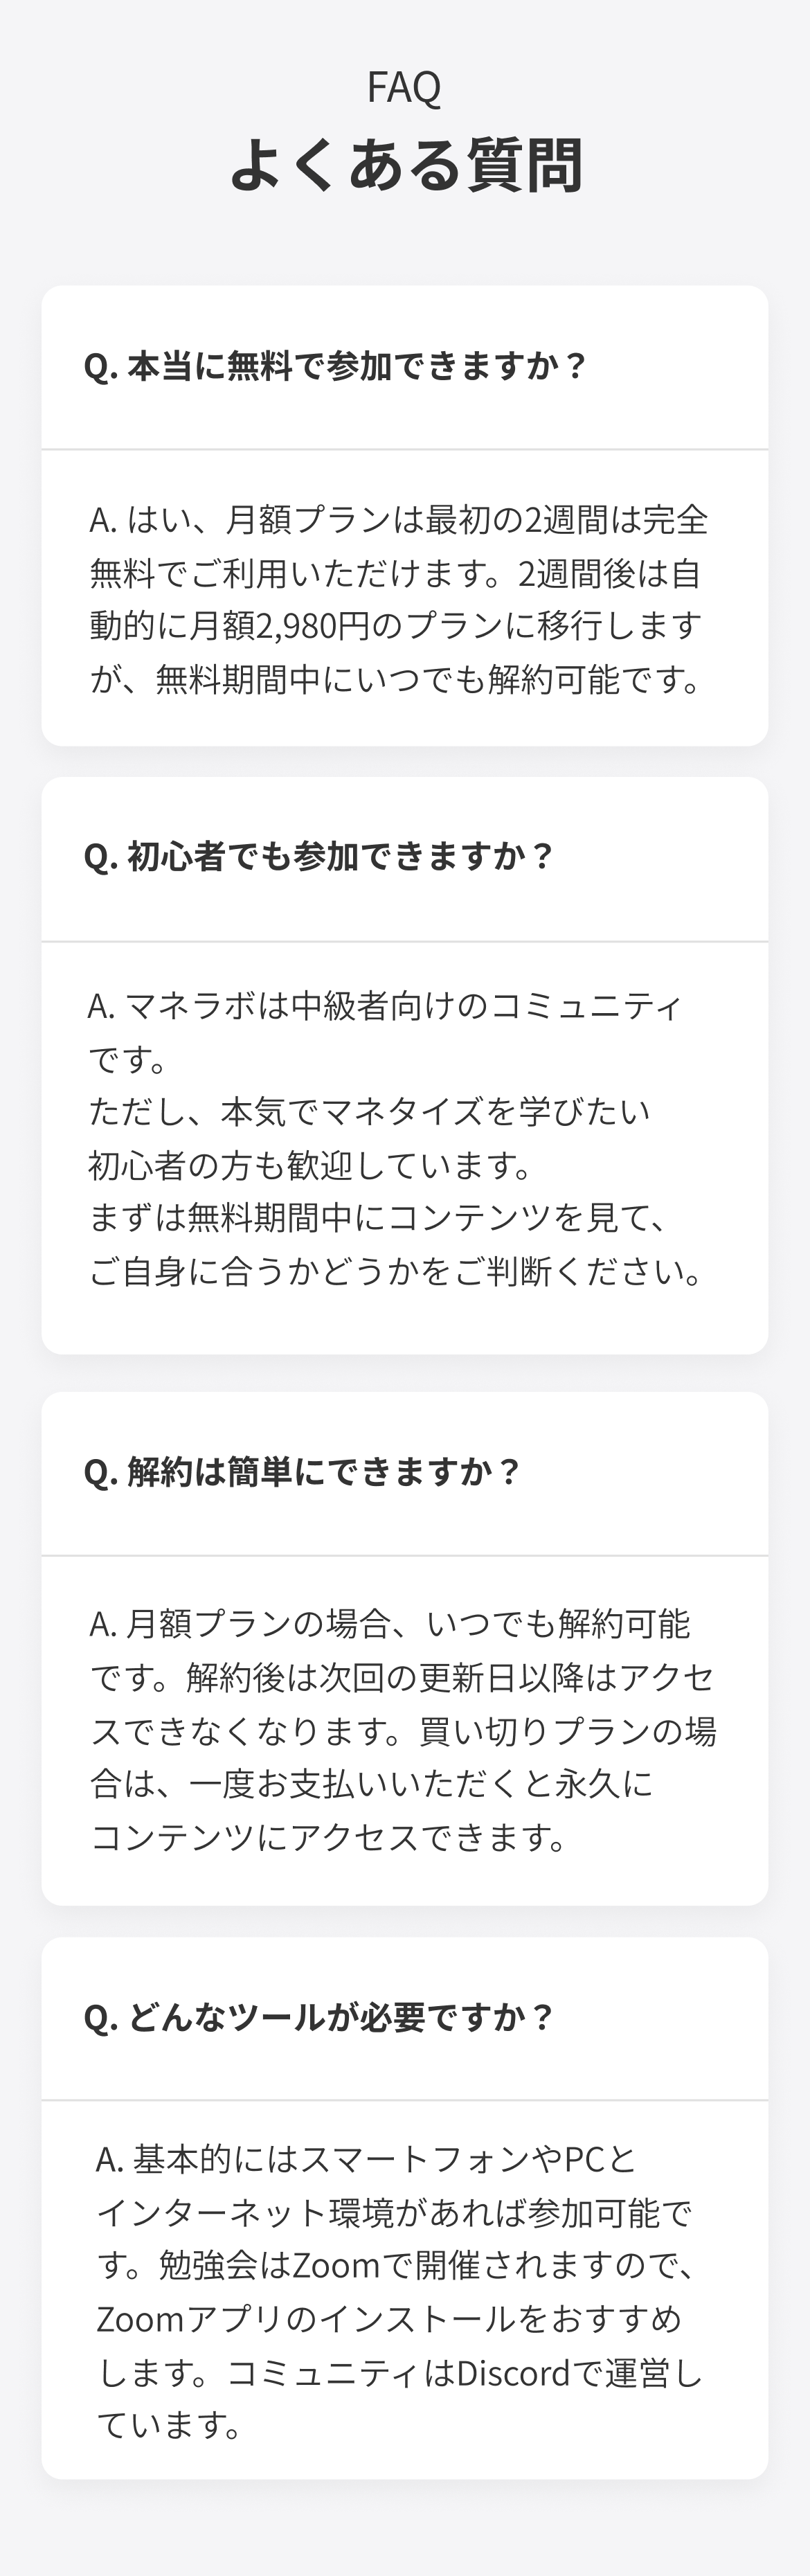 FAQ
よくある質問
Q. 本当に無料で参加できますか？
A. はい、月額プランは最初の2週間は完全
無料でご利用いただけます。2週間後は自
動的に月額2,980円のプランに移行します
が、無料期間中にいつでも解約可能です。
Q. 初心者でも参加できますか？
A. マネラボは中級者向けのコミュニティ
です。
ただし、本気でマネタイズを学びたい
初心者の方も歓迎しています。
まずは無料期間中にコンテンツを見て、
ご自身に合うかどうかをご判断ください。
Q. 解約は簡単にできますか？
A. 月額プランの場合、いつでも解約可能
です。解約後は次回の更新日以降はアクセ
スできなくなります。買い切りプランの場
合は、一度お支払いいただくと永久に
コンテンツにアクセスできます。
Q. どんなツールが必要ですか？
A. 基本的にはスマートフォンやPCと
インターネット環境があれば参加可能で
す。勉強会はZoomで開催されますので、
Zoomアプリのインストールをおすすめ
します。コミュニティはDiscordで運営し
ています。